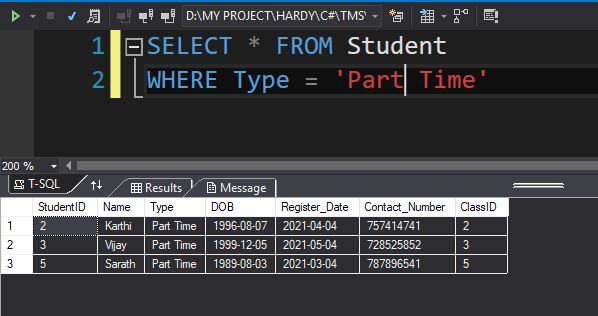 D:\MY PROJECT\HARDY\C#\TMS\
1 SELECT * FROM Student
2 WHERE Type = 'Part Time'
200 %
T-SQL Results Message
StudentID Name Type DOB Register_Date Contact_Number ClassID
1 2 Karthi Part Time 1996-08-07 2021-04-04 757414741 2
2 3 Vijay Part Time 1999-12-05 2021-05-04 728525852 3
3 5 Sarath Part Time 1989-08-03 2021-03-04 787896541 5